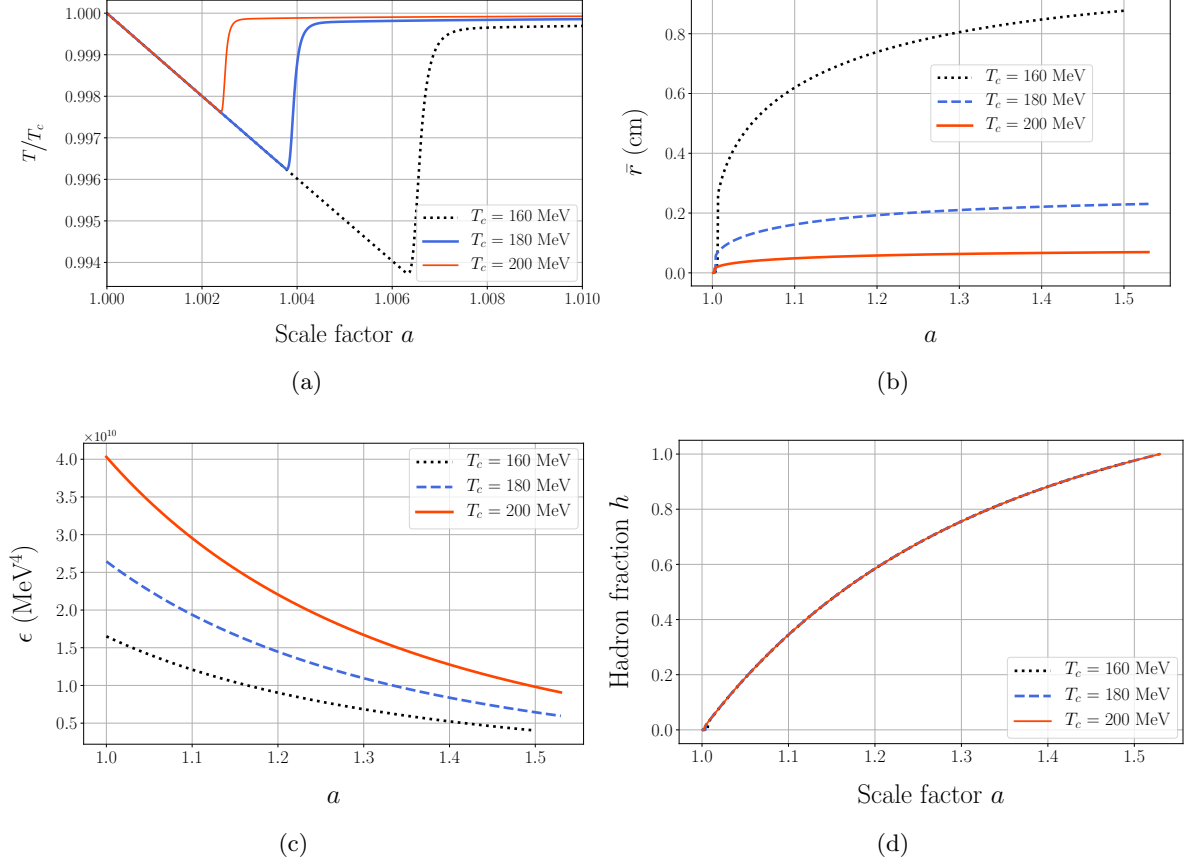 1.000
0.999
0.998
0.997
0.996
0.995
0.994
T/T_c
1.000 1.002 1.004 1.006 1.008 1.010
Scale factor a
T_c = 160 MeV
T_c = 180 MeV
T_c = 200 MeV
(a)
0.8
0.6
0.4
0.2
0.0
r̄ (cm)
1.0 1.1 1.2 1.3 1.4 1.5
a
T_c = 160 MeV
T_c = 180 MeV
T_c = 200 MeV
(b)
×10^10
4.0
3.5
3.0
2.5
2.0
1.5
1.0
0.5
ϵ (MeV^4)
1.0 1.1 1.2 1.3 1.4 1.5
a
T_c = 160 MeV
T_c = 180 MeV
T_c = 200 MeV
(c)
1.0
0.8
0.6
0.4
0.2
0.0
Hadron fraction h
1.0 1.1 1.2 1.3 1.4 1.5
Scale factor a
T_c = 160 MeV
T_c = 180 MeV
T_c = 200 MeV
(d)